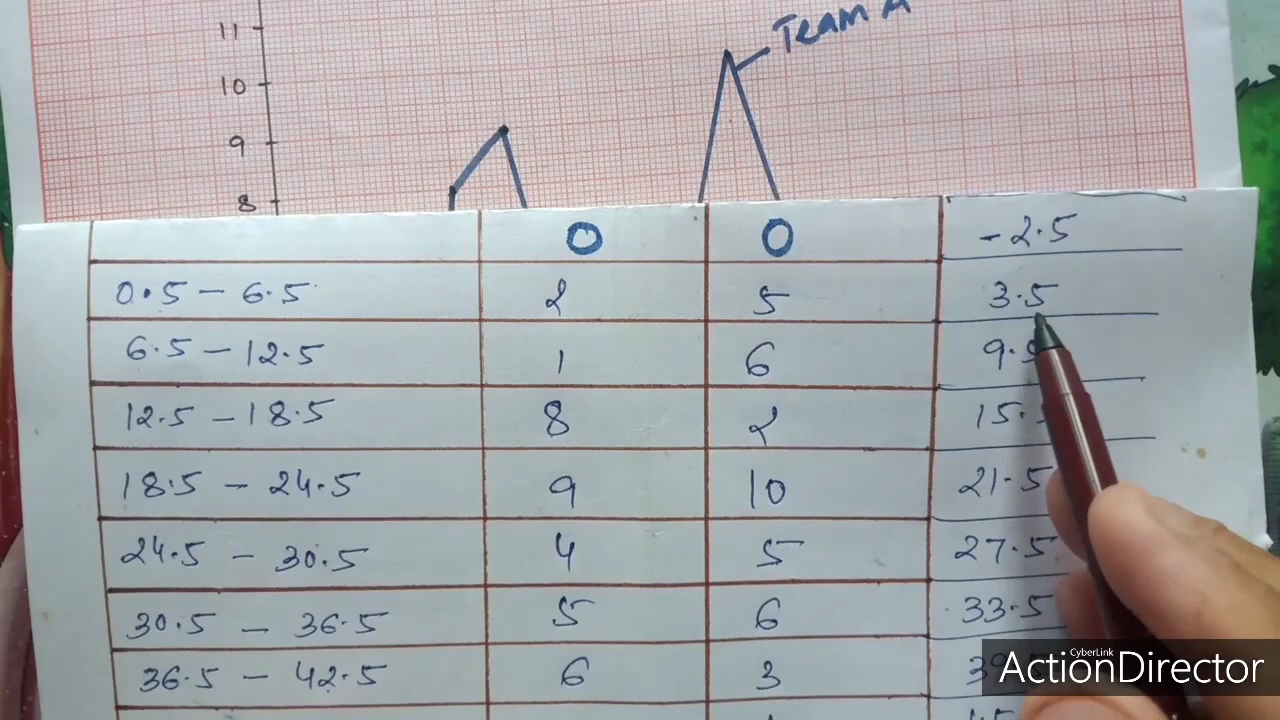 Team A
11
10
9
8
0 0 -2.5
0.5 - 6.5 2 5 3.5
6.5 - 12.5 1 6
12.5 - 18.5 8 2
18.5 - 24.5 9 10 21.5
24.5 - 30.5 4 5 27.5
30.5 - 36.5 5 6 33.5
36.5 - 42.5 6 3
CyberLink
ActionDirector